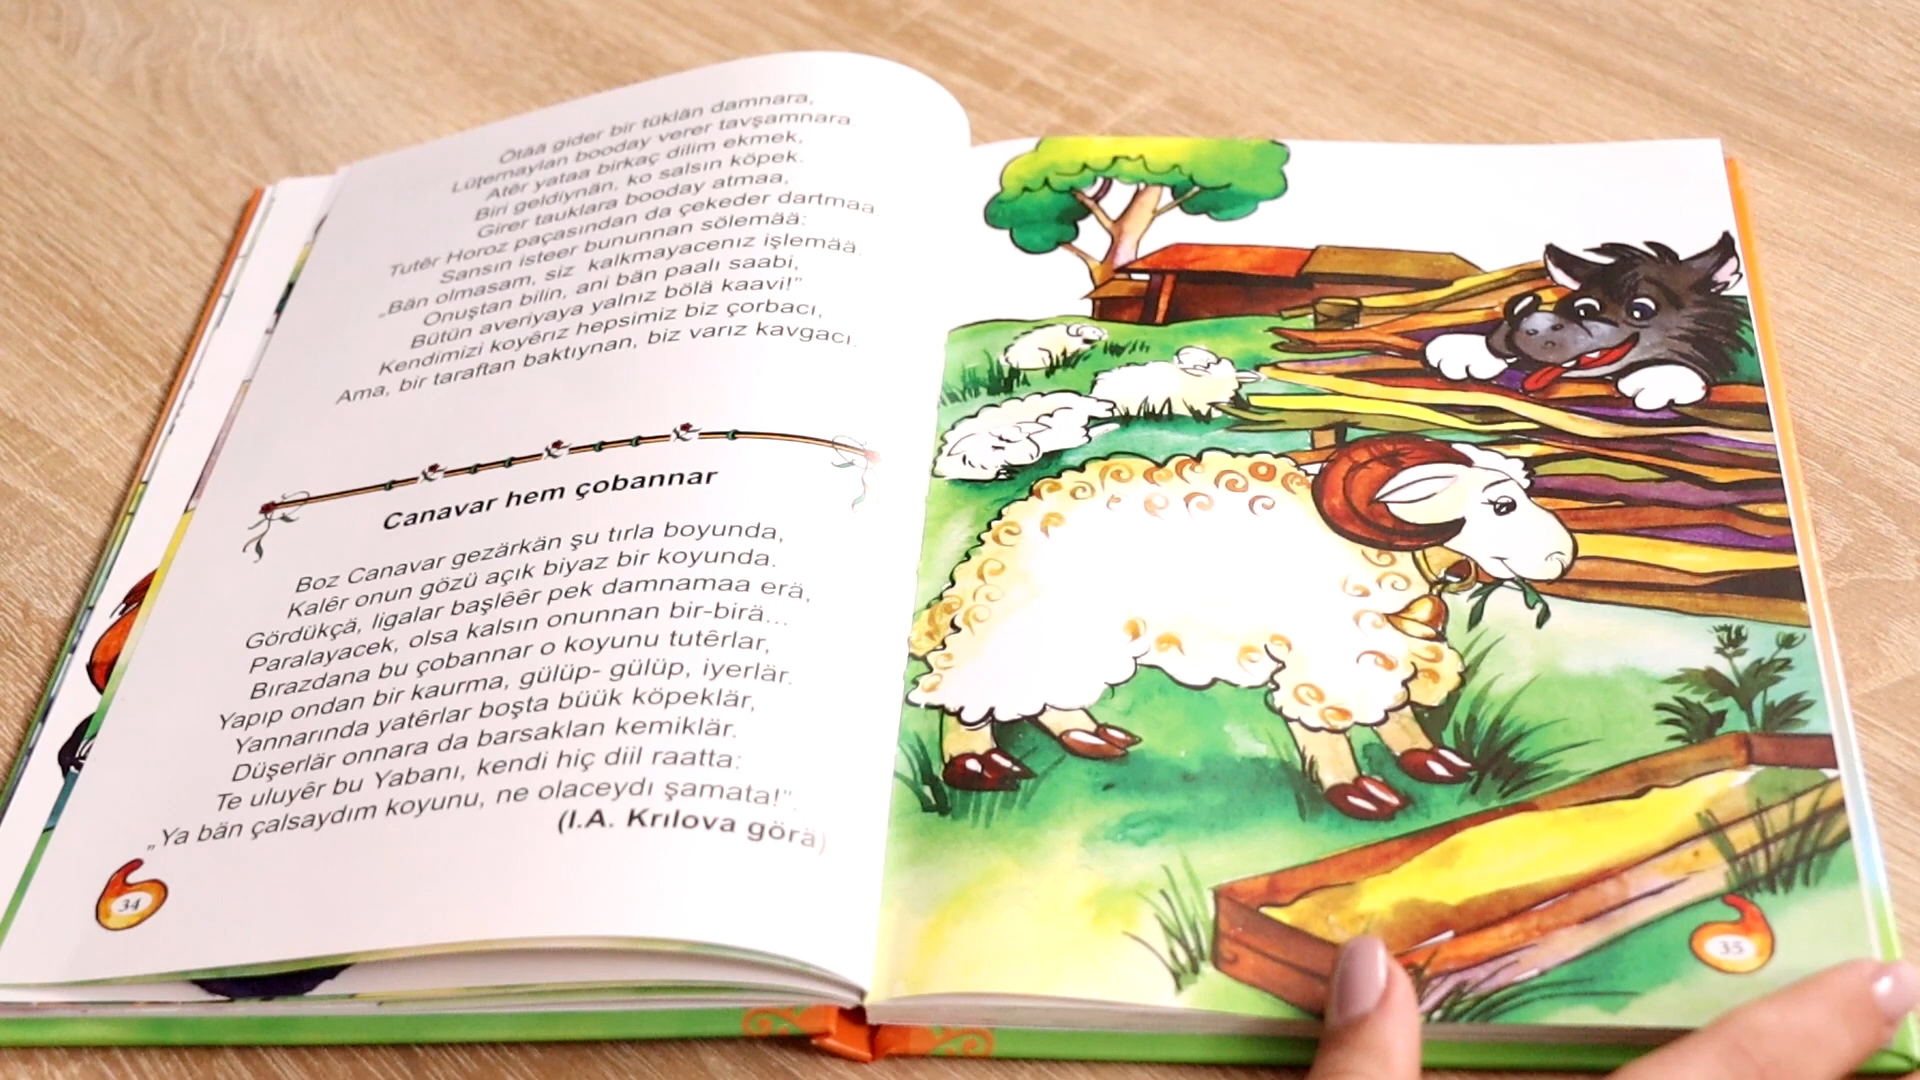 Ötää gider bir tüklän damnara,
Lüţernaylan booday verer tavşamnara
Atêr yataa birkaç dilim ekmek,
Biri geldiynän, ko salsın köpek.
Girer tauklara booday atmaa,
Tutêr Horoz paçasından da çekeder dartmaa
Sansın isteer bununnan sölemää:
„Bän olmasam, siz kalkmayacenız işlemää.
Onuştan bilin, ani bän paalı saabi,
Bütün averiyaya yalnız bölä kaavi!"
Kendimizi koyêrız hepsimiz biz çorbacı,
Ama, bir taraftan baktıynan, biz varız kavgacı.
Canavar hem çobannar
Boz Canavar gezärkän şu tırla boyunda,
Kalêr onun gözü açık biyaz bir koyunda.
Gördükçä, ligalar başlêêr pek damnamaa erä,
Paralayacek, olsa kalsın onunnan bir-birä...
Bırazdana bu çobannar o koyunu tutêrlar,
Yapıp ondan bir kaurma, gülüp- gülüp, iyerlär.
Yannarında yatêrlar boşta büük köpeklär,
Düşerlär onnara da barsaklan kemiklär.
Te uluyêr bu Yabanı, kendi hiç diil raatta:
„Ya bän çalsaydım koyunu, ne olaceydı şamata!".
(I.A. Krılova görä)
34
35